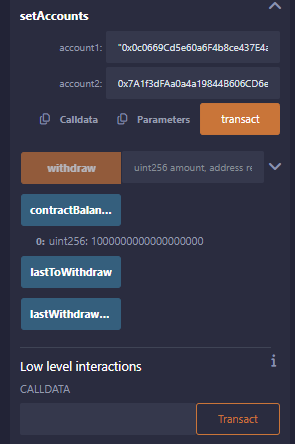 setAccounts
account1: "0x0c0669Cd5e60a6F4b8ce437E4a
account2: 0x7A1f3dFAa0a4a19844B606CD6e
Calldata Parameters transact
withdraw uint256 amount, address re
contractBalan...
0: uint256: 1000000000000000000
lastToWithdraw
lastWithdraw...
Low level interactions
i
CALLDATA
Transact